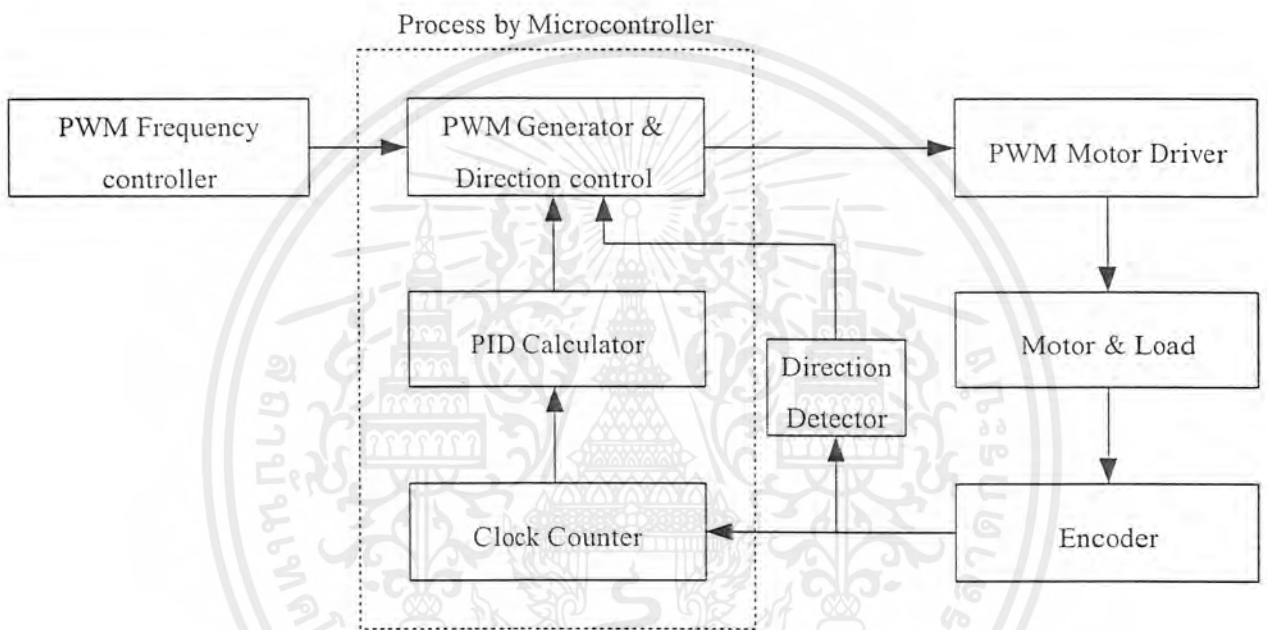 Process by Microcontroller
PWM Frequency
controller
PWM Generator &
Direction control
PWM Motor Driver
PID Calculator
Direction
Detector
Motor & Load
Clock Counter
Encoder